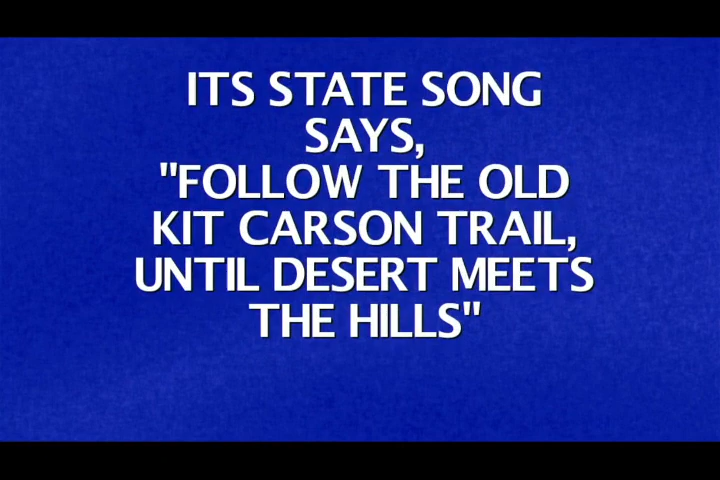 ITS STATE SONG
SAYS,
"FOLLOW THE OLD
KIT CARSON TRAIL,
UNTIL DESERT MEETS
THE HILLS"